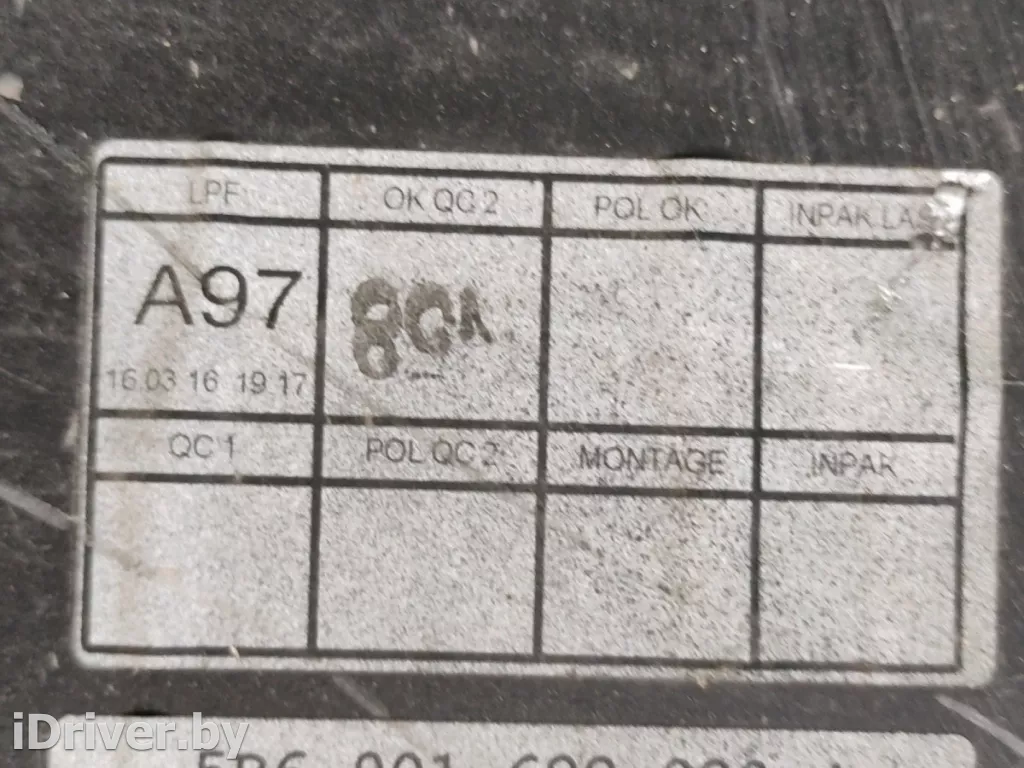 LPF OK QC 2 POL OK INPAK
A97
16.03 16 19 17
QC 1 POL QC 2 MONTAGE INPAK
iDriver.by